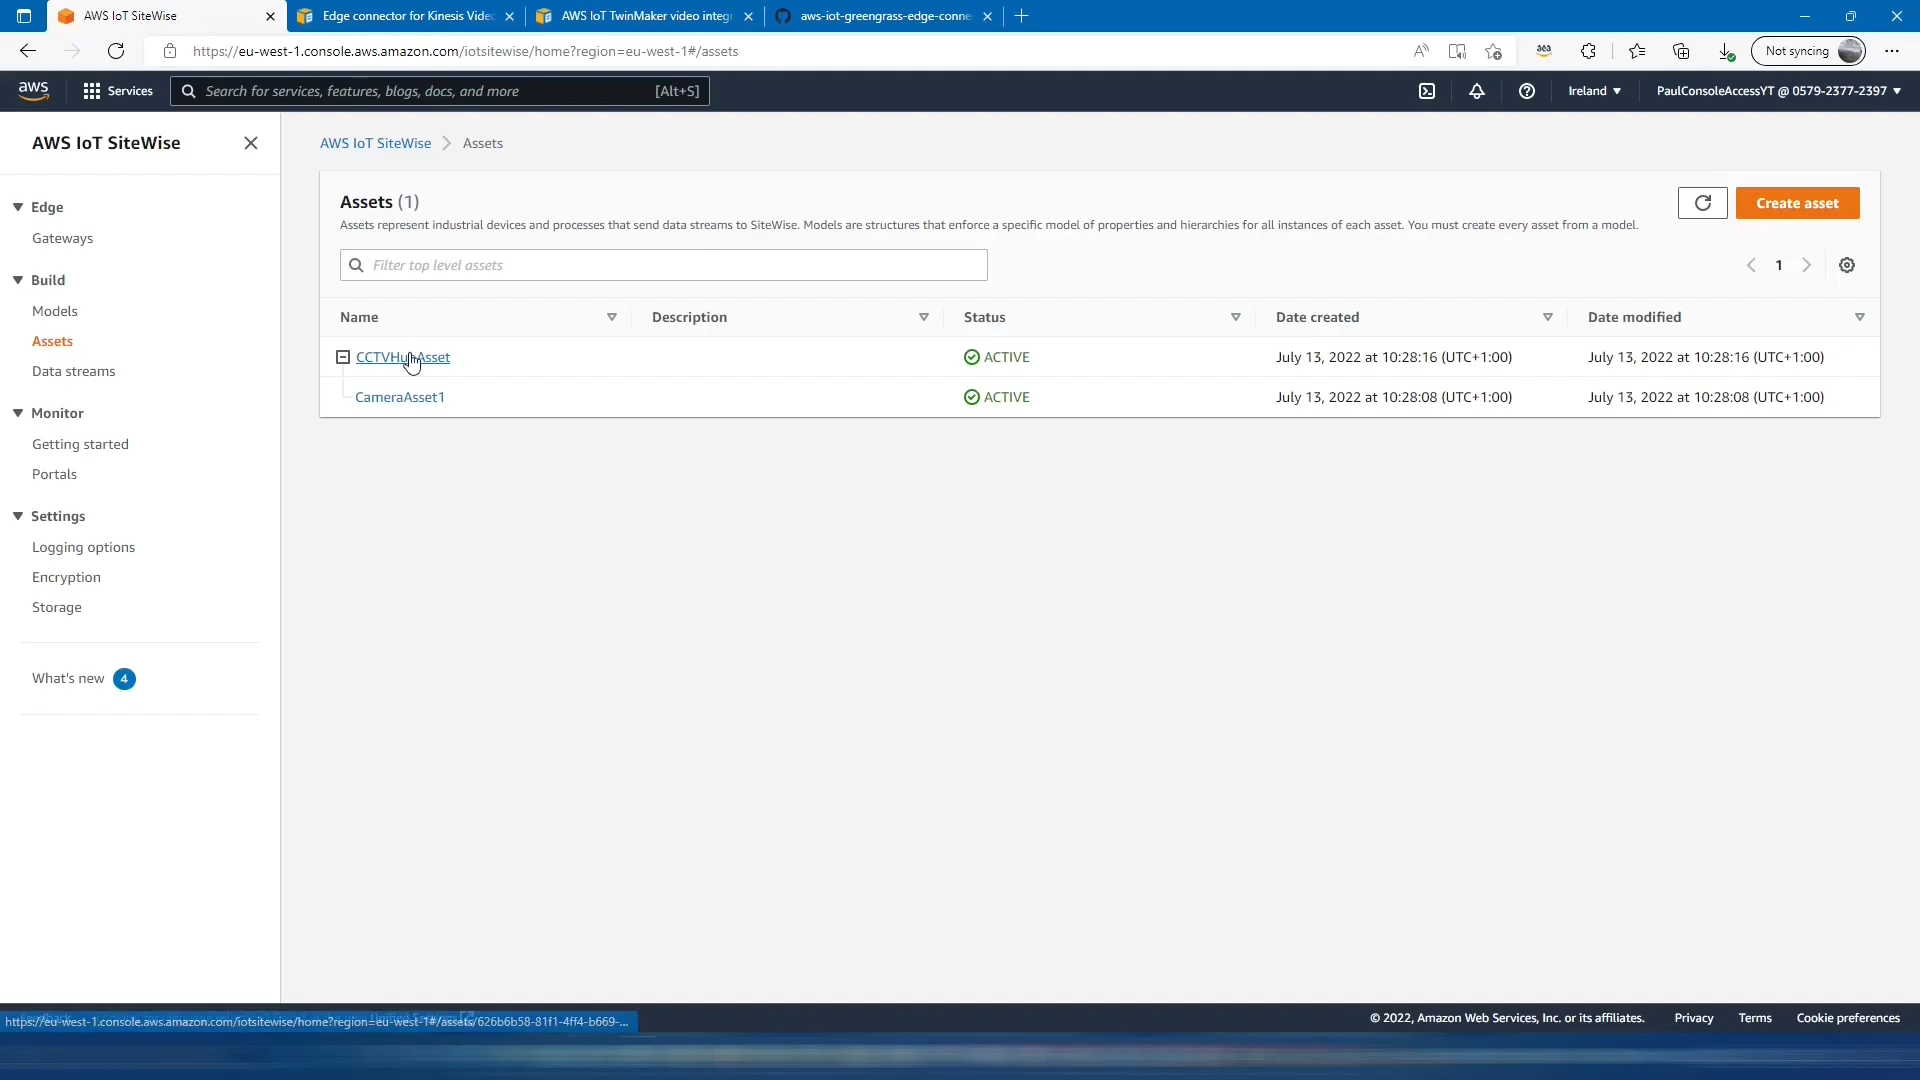 AWS IoT SiteWise
Edge connector for Kinesis Video
AWS IoT TwinMaker video integr
aws-iot-greengrass-edge-conne
https://eu-west-1.console.aws.amazon.com/iotsitewise/home?region=eu-west-1#/assets
Not syncing
aws
Services
Search for services, features, blogs, docs, and more
[Alt+S]
Ireland
PaulConsoleAccessYT @ 0579-2377-2397
AWS IoT SiteWise
Edge
Gateways
Build
Models
Assets
Data streams
Monitor
Getting started
Portals
Settings
Logging options
Encryption
Storage
What's new 4
AWS IoT SiteWise > Assets
Assets (1)
Assets represent industrial devices and processes that send data streams to SiteWise. Models are structures that enforce a specific model of properties and hierarchies for all instances of each asset. You must create every asset from a model.
Create asset
Filter top level assets
1
Name Description Status Date created Date modified
CCTVHubAsset ACTIVE July 13, 2022 at 10:28:16 (UTC+1:00) July 13, 2022 at 10:28:16 (UTC+1:00)
CameraAsset1 ACTIVE July 13, 2022 at 10:28:08 (UTC+1:00) July 13, 2022 at 10:28:08 (UTC+1:00)
https://eu-west-1.console.aws.amazon.com/iotsitewise/home?region=eu-west-1#/assets/626b6b58-81f1-4ff4-b669-...
© 2022, Amazon Web Services, Inc. or its affiliates.
Privacy
Terms
Cookie preferences